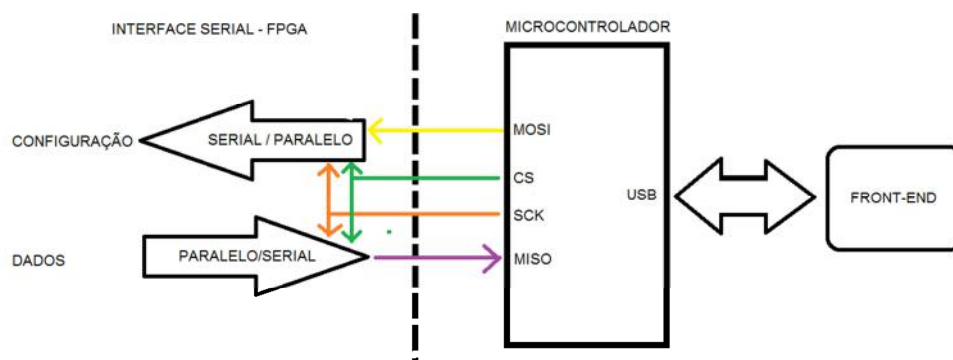 INTERFACE SERIAL - FPGA
MICROCONTROLADOR
CONFIGURAÇÃO
SERIAL / PARALELO
MOSI
CS
USB
FRONT-END
SCK
DADOS
PARALELO/SERIAL
MISO